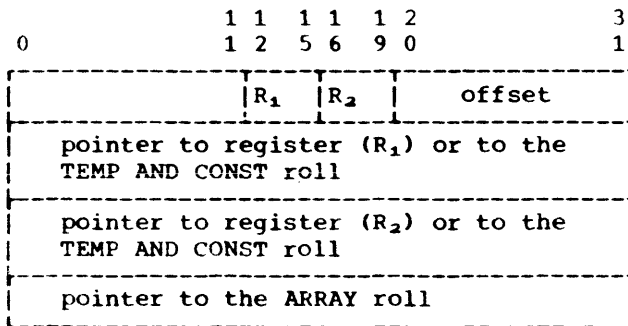 1 1 1 1 1 2 3
0 1 2 5 6 9 0 1
R₁ R₂ offset
pointer to register (R₁) or to the
TEMP AND CONST roll
pointer to register (R₂) or to the
TEMP AND CONST roll
pointer to the ARRAY roll